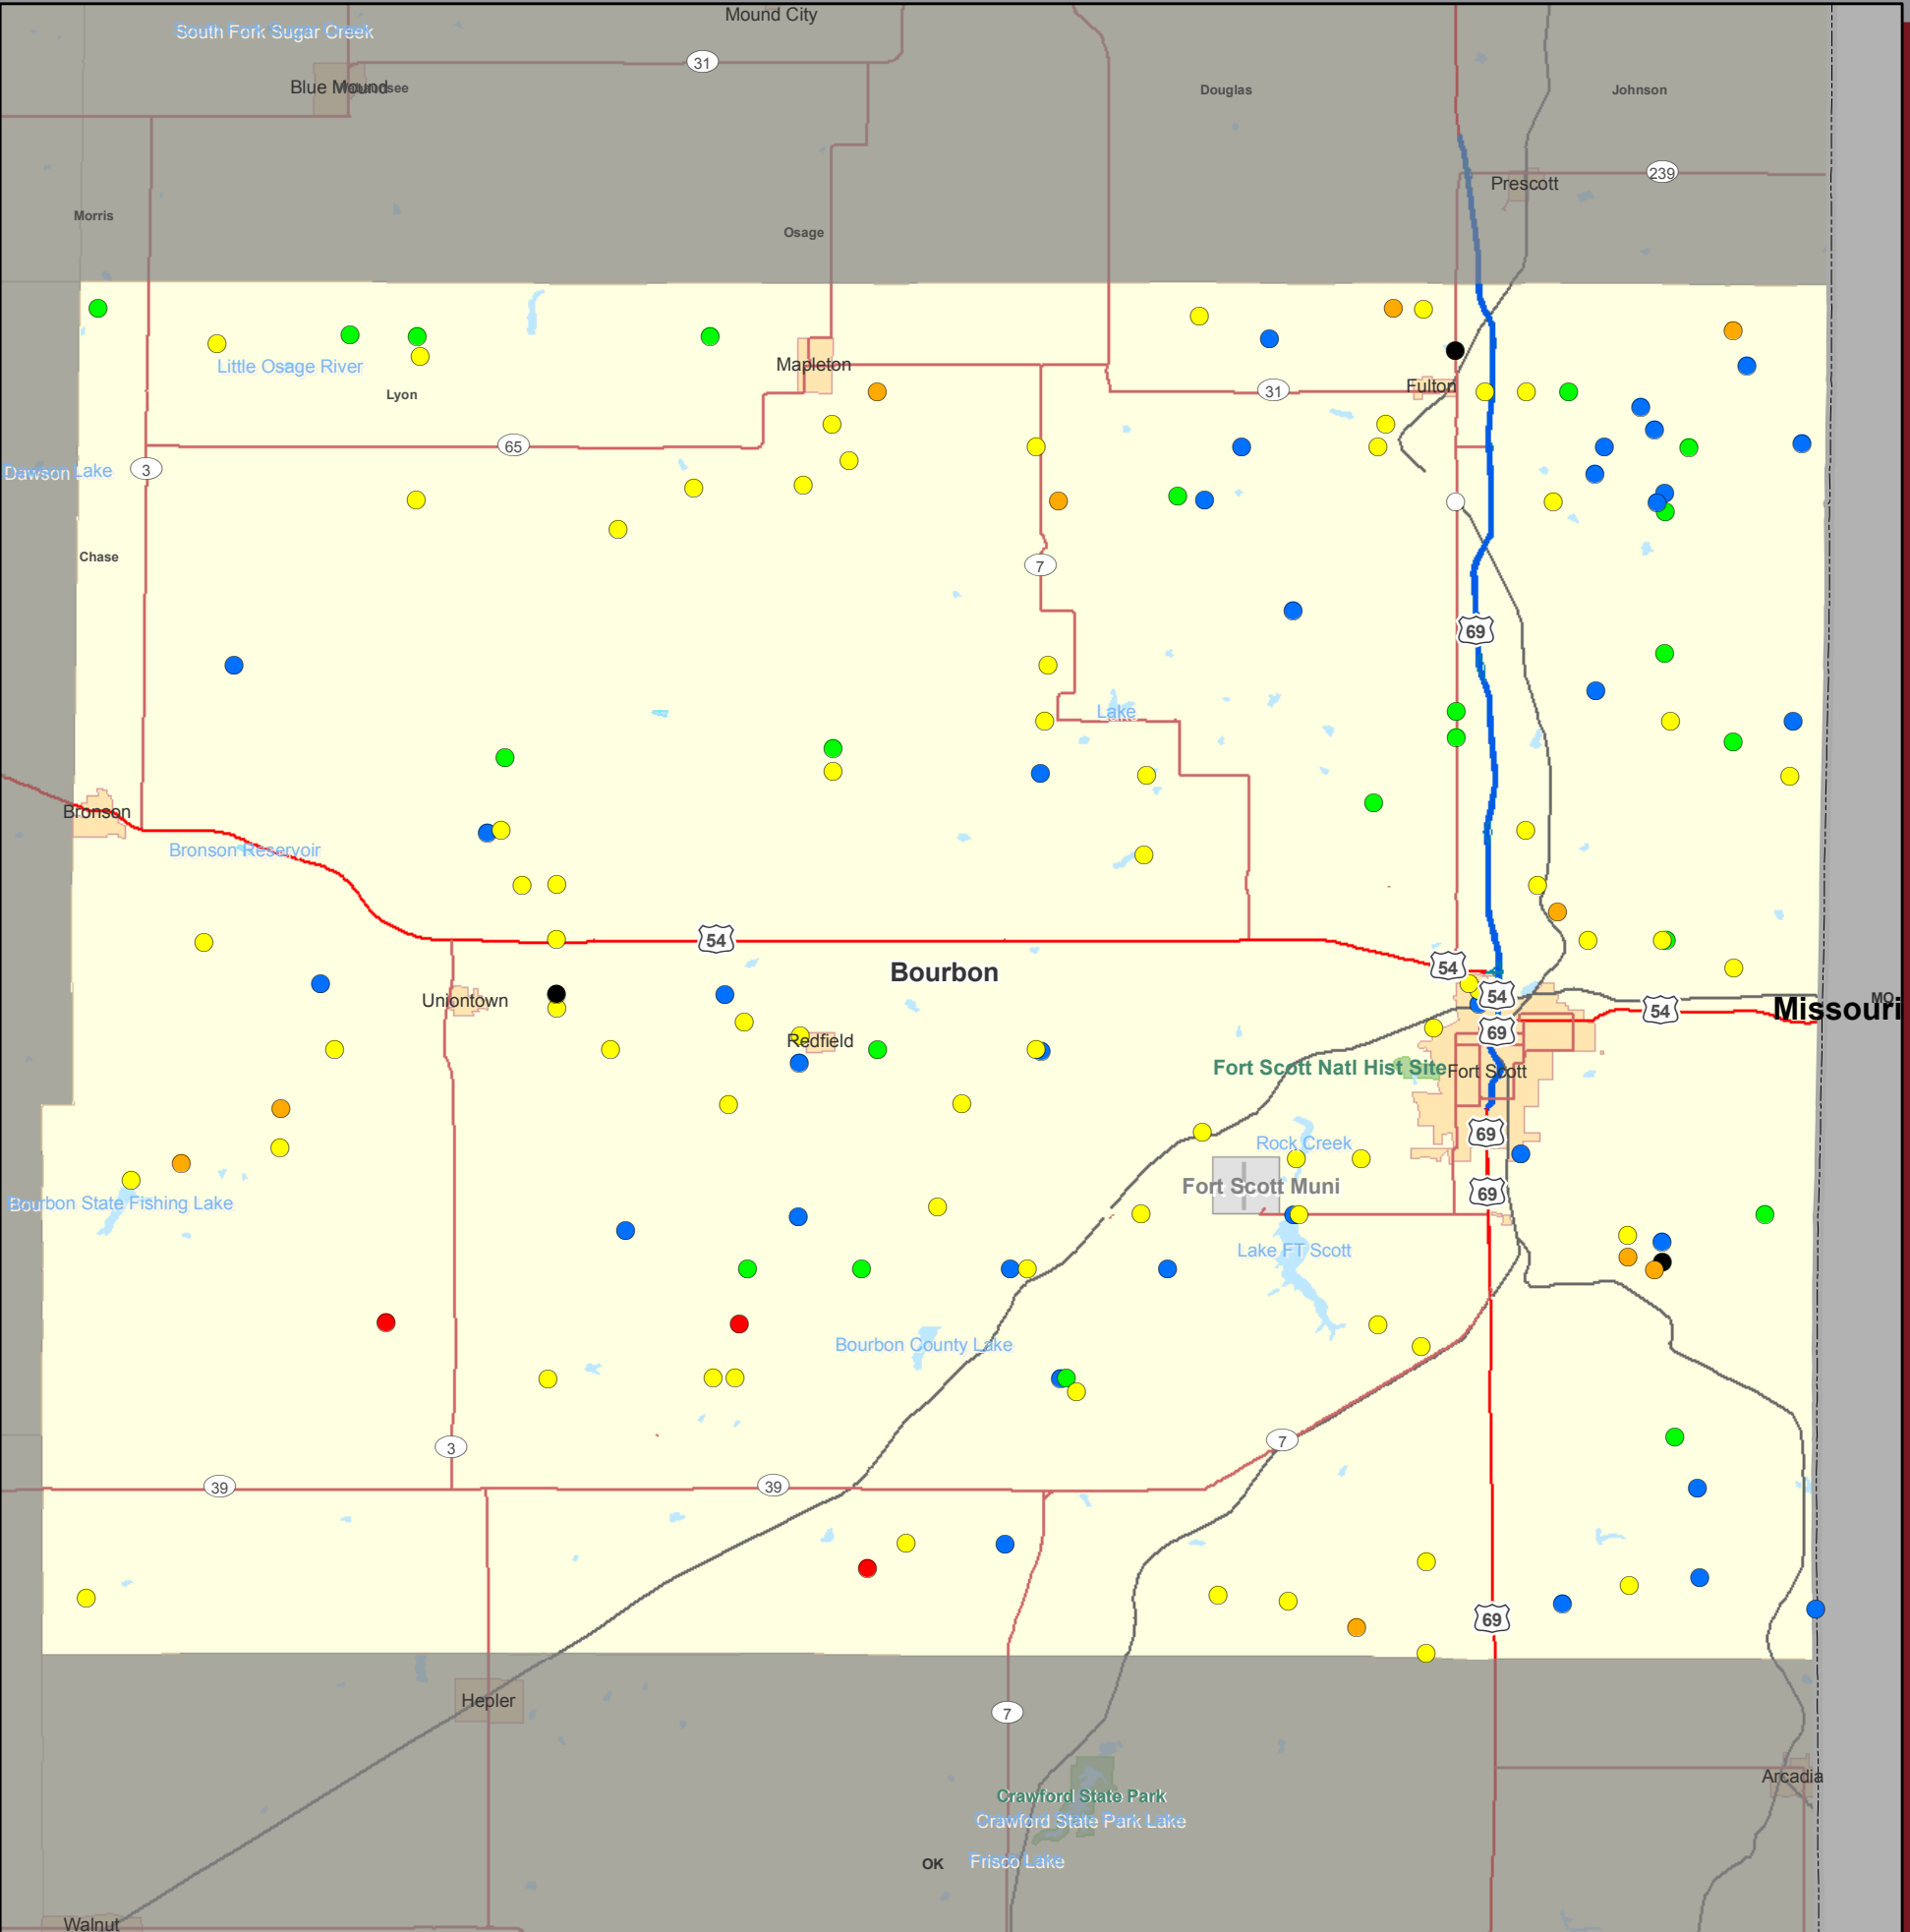 Mound City
South Fork Sugar Creek
31
Blue Mound
Douglas
Johnson
239
Prescott
Morris
Osage
Mapleton
Little Osage River
Fulton
31
Lyon
65
3
Dawson Lake
Chase
7
69
Lake
Bronson
Bronson Reservoir
54
54
Bourbon
54
MO
Uniontown
54
Missouri
69
Redfield
Fort Scott Natl Hist Site
Fort Scott
69
Rock Creek
Fort Scott Muni
69
Bourbon State Fishing Lake
Lake FT Scott
Bourbon County Lake
7
3
39
39
69
Hepler
7
Arcadia
Crawford State Park
Crawford State Park Lake
Frisco Lake
OK
Walnut